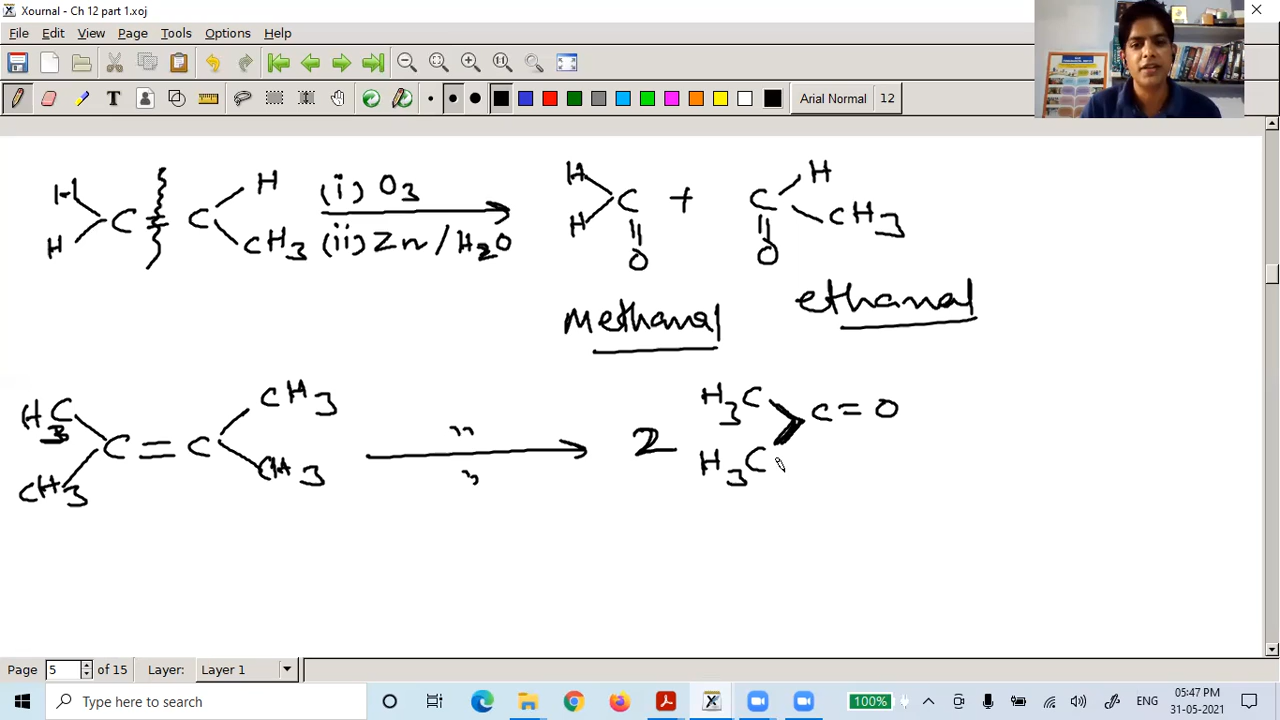 Xournal - Ch 12 part 1.xoj
File Edit View Page Tools Options Help
Arial Normal 12
H H C C H CH3 (i) O3 (ii) Zn / H2O H H C O + C H CH3 O
methanal ethanal
H3C CH3 C = C CH3 CH3 " " 2 H3C H3C C = O
Page 5 of 15 Layer: Layer 1
Type here to search 100% ENG 05:47 PM 31-05-2021